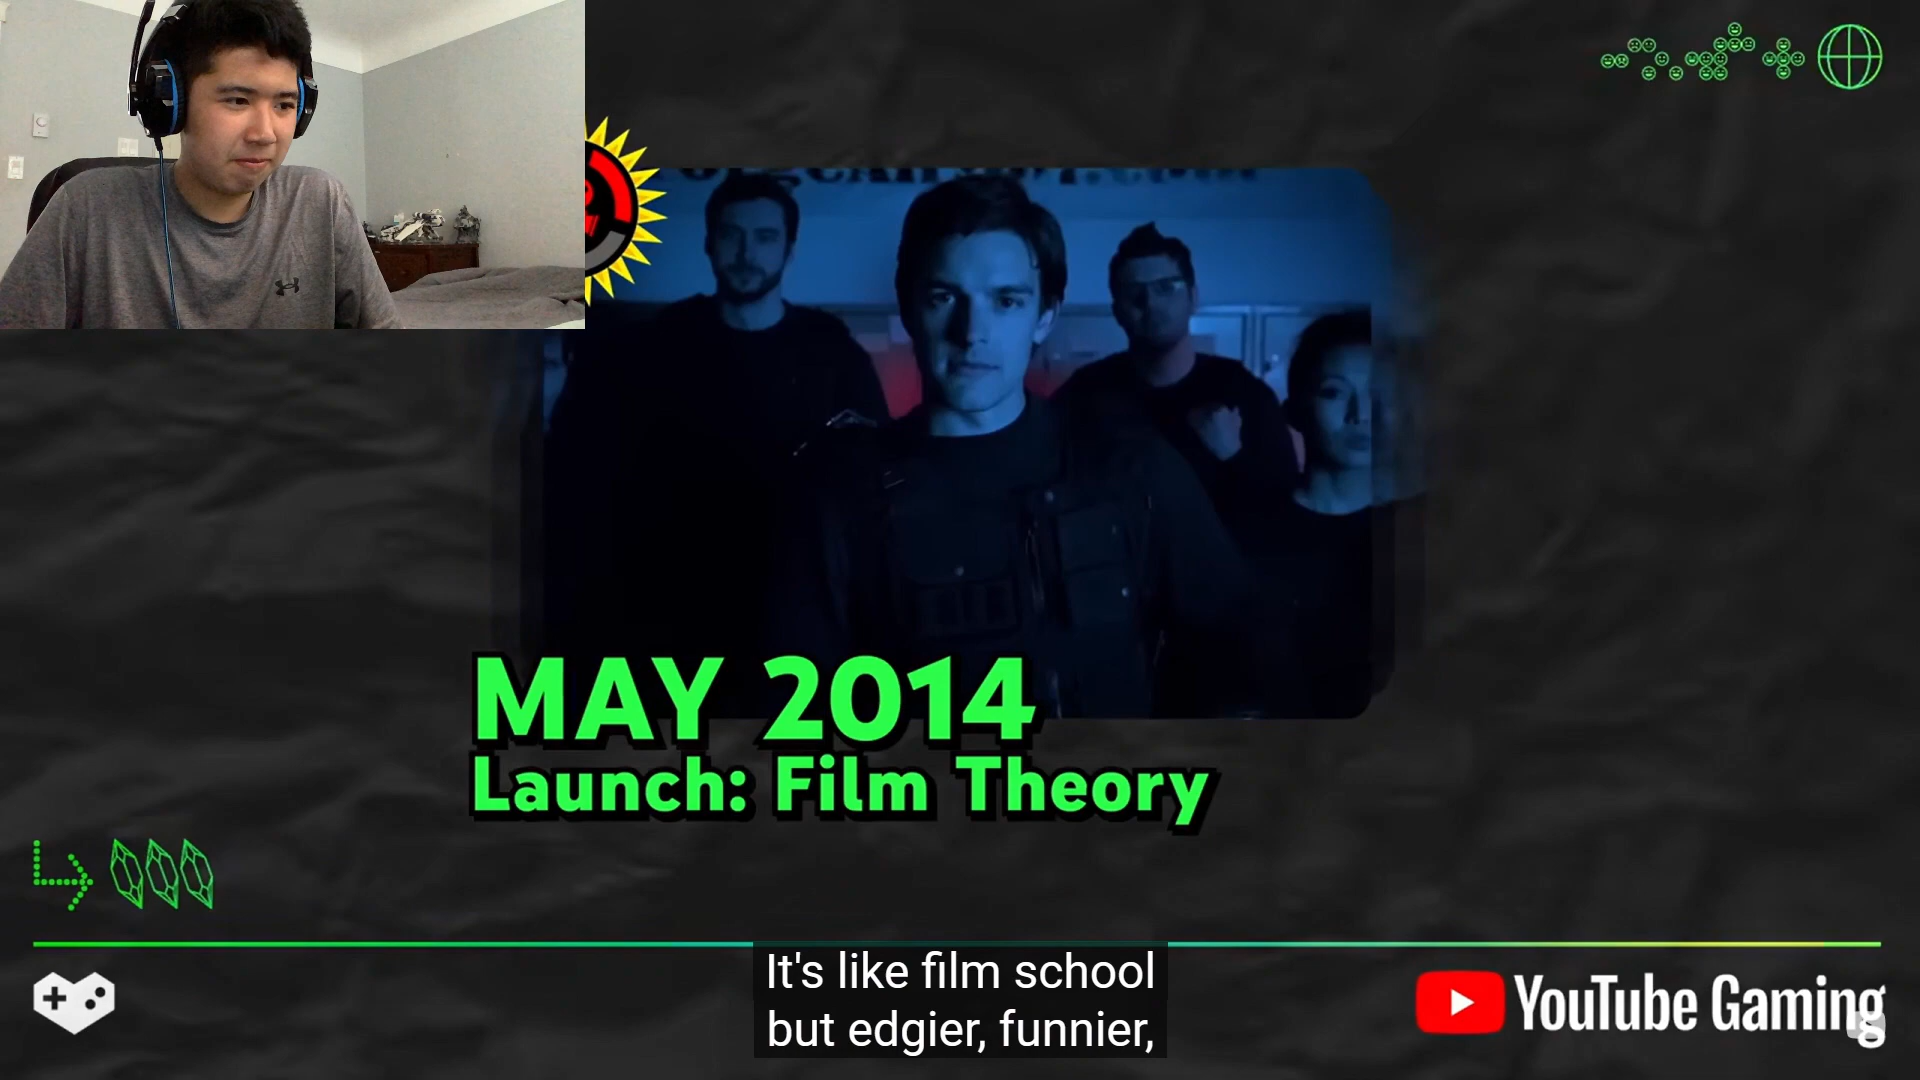 MAY 2014
Launch: Film Theory
It's like film school
but edgier, funnier,
YouTube Gaming
g